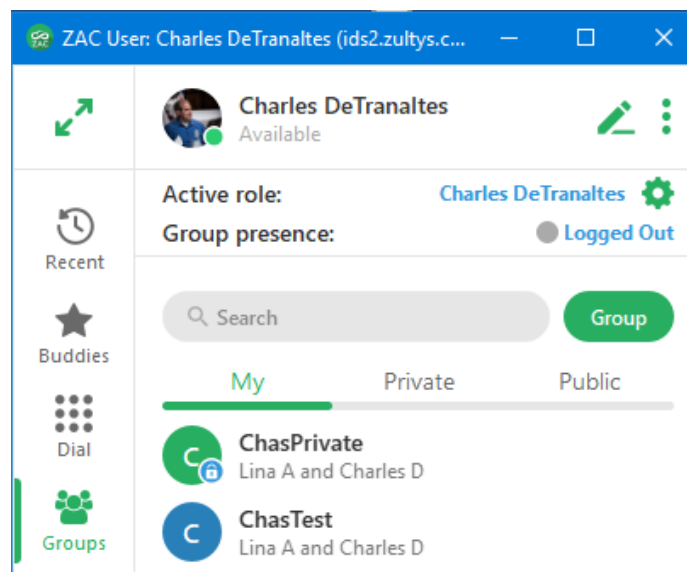 ZAC User: Charles DeTranaltes (ids2.zultys.c...
Charles DeTranaltes
Available
Active role: Charles DeTranaltes
Group presence: Logged Out
Recent
Buddies
Dial
Groups
Search Group
My Private Public
C ChasPrivate
Lina A and Charles D
C ChasTest
Lina A and Charles D